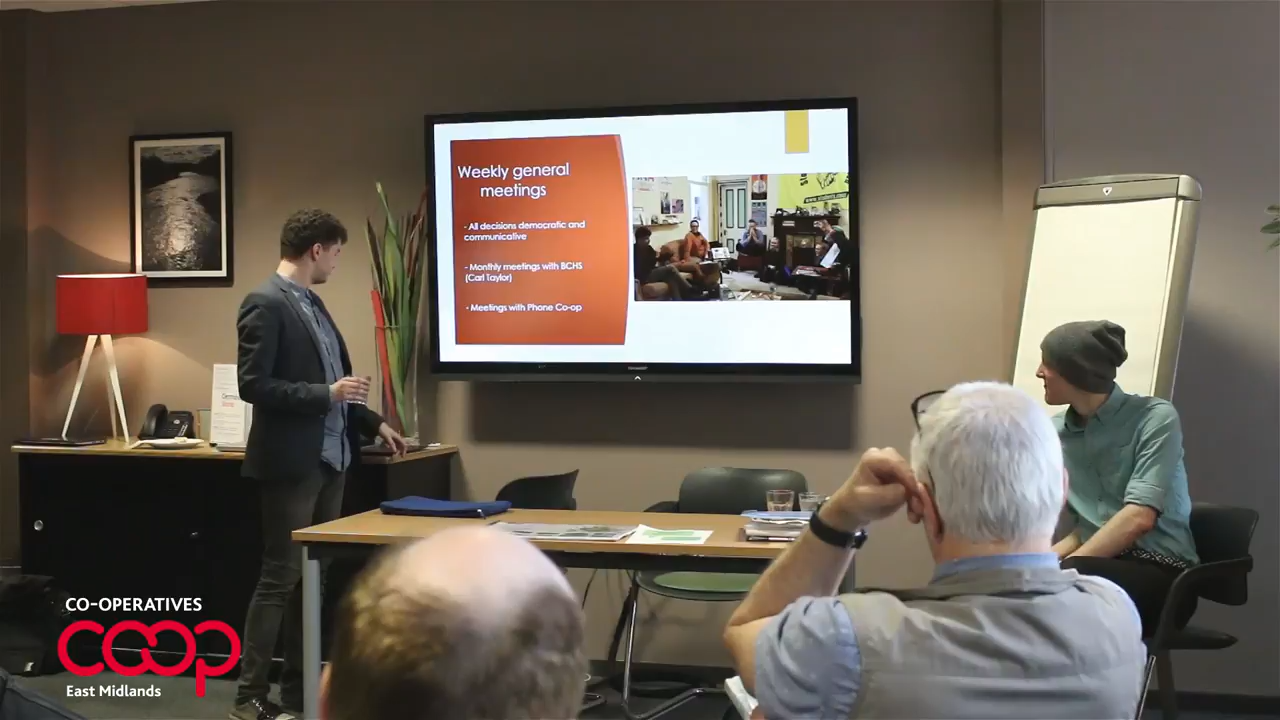 Weekly general
meetings
- All decisions democratic and
communicative
- Monthly meetings with BCHS
(Carl Taylor)
- Meetings with Phone Co-op
CO-OPERATIVES
coop
East Midlands